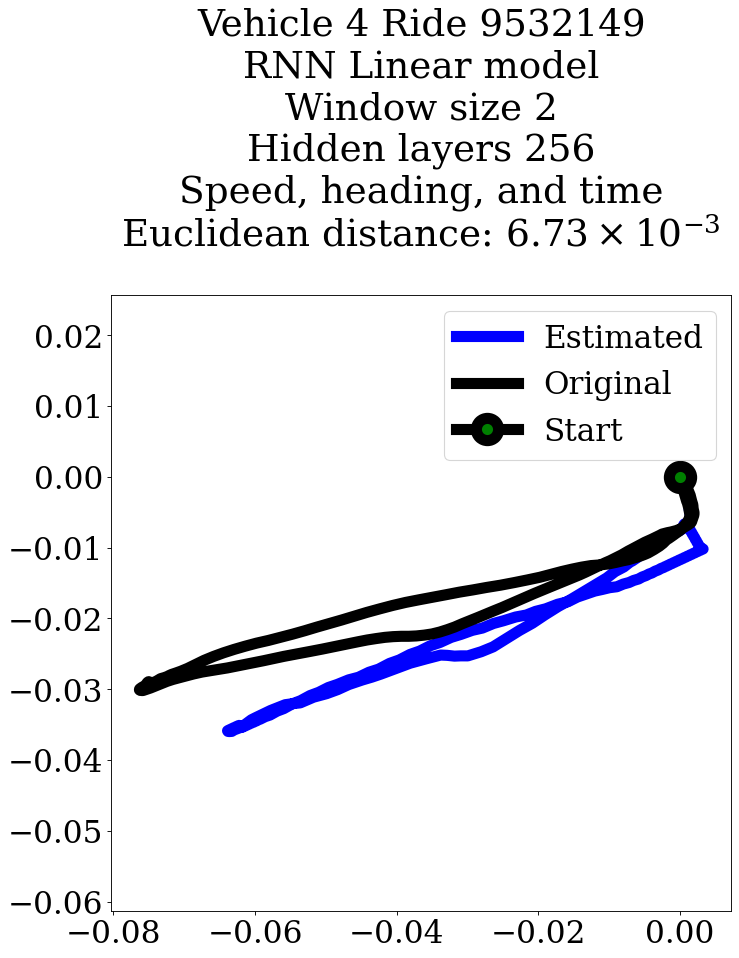 Vehicle 4 Ride 9532149
RNN Linear model
Window size 2
Hidden layers 256
Speed, heading, and time
Euclidean distance: 6.73 × 10⁻³
Estimated
Original
Start
0.02
0.01
0.00
−0.01
−0.02
−0.03
−0.04
−0.05
−0.06
−0.08 −0.06 −0.04 −0.02 0.00